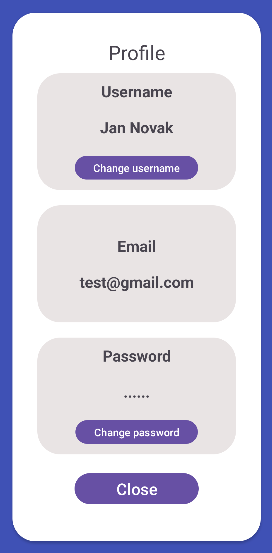 Profile
Username
Jan Novak
Change username
Email
test@gmail.com
Password
......
Change password
Close